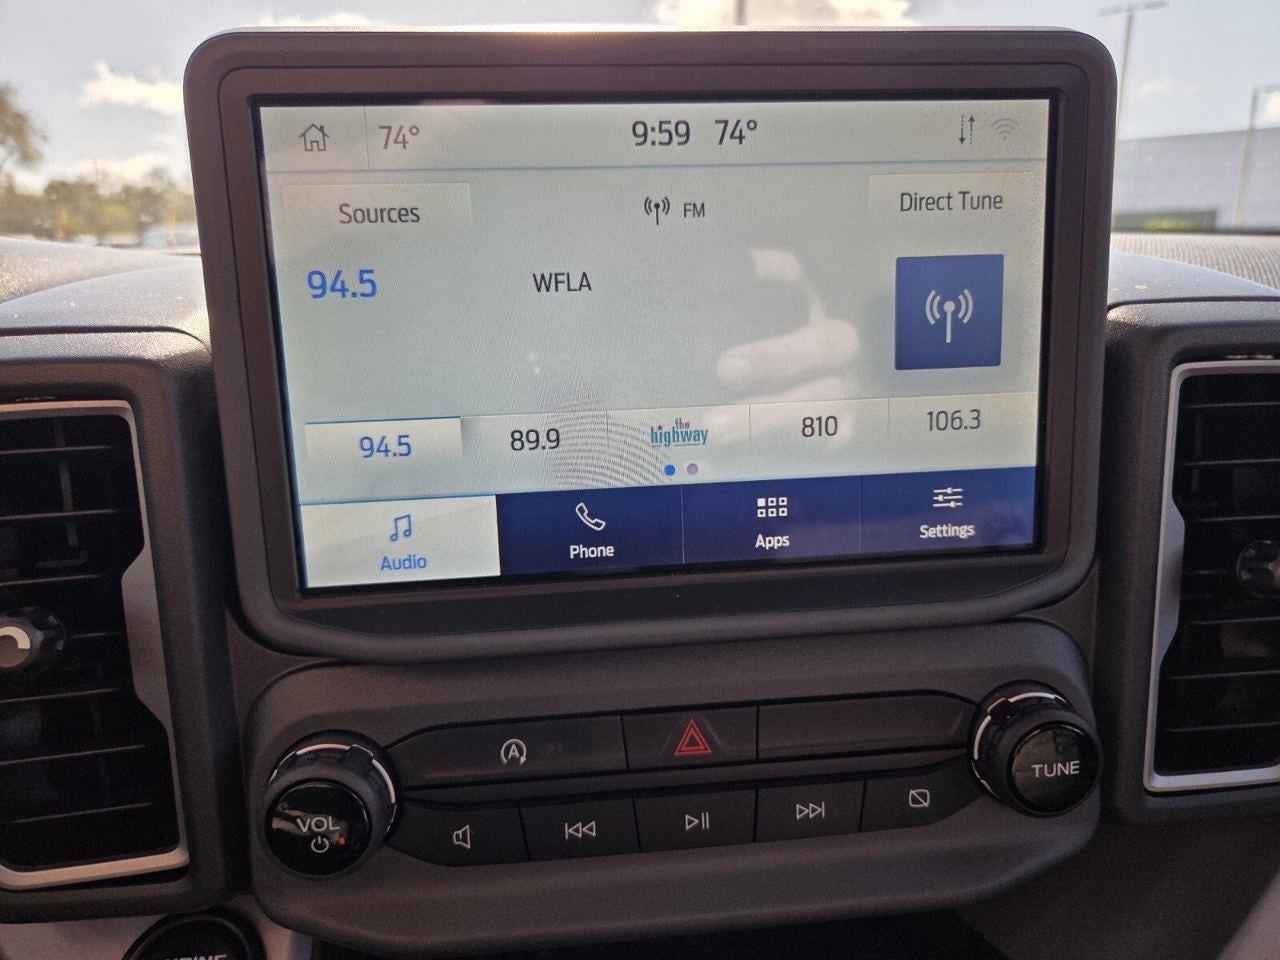 74°
9:59 74°
Sources
FM
Direct Tune
94.5
WFLA
94.5
89.9
the
highway
810
106.3
Audio
Phone
Apps
Settings
A
VOL
TUNE